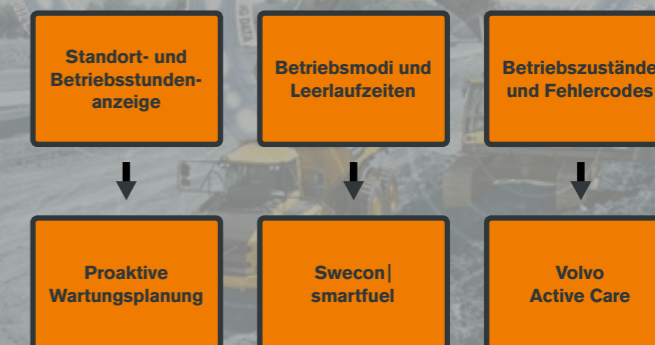 Standort- und
Betriebsstunden-
anzeige
Betriebsmodi und
Leerlaufzeiten
Betriebszustände
und Fehlercodes
Proaktive
Wartungsplanung
Swecon|
smartfuel
Volvo
Active Care